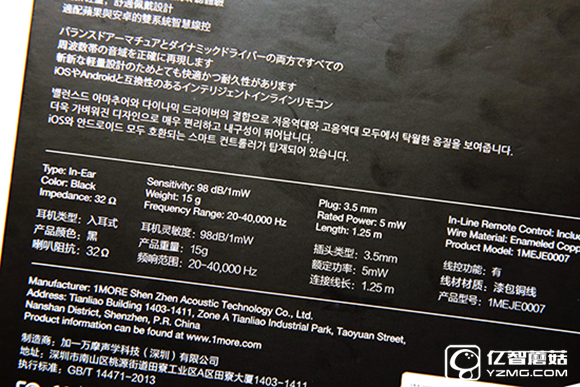 輕量，舒適佩戴設計
適配蘋果與安卓的雙系統智慧線控
バランスドアーマチュアとダイナミックドライバーの両方ですべての
周波数帯の音域を正確に再現します
斬新な軽量設計のためとても快適かつ耐久性があります
iOSやAndroidと互換性のあるインテリジェントインラインリモコン
밸런스드 아마추어와 다이나믹 드라이버의 결합으로 저음역대와 고음역대 모두에서 탁월한 음질을 보여줍니다.
더욱 가벼워진 디자인으로 매우 편리하고 내구성이 뛰어납니다.
iOS와 안드로이드 모두 호환되는 스마트 컨트롤러가 탑재되어 있습니다.
Type: In-Ear
Color: Black
Impedance: 32 Ω
耳机类型：入耳式
产品颜色：黑
喇叭阻抗：32Ω
Sensitivity: 98 dB/1mW
Weight: 15 g
Frequency Range: 20-40,000 Hz
耳机灵敏度：98dB/1mW
产品重量：15g
频响范围：20-40,000Hz
Plug: 3.5 mm
Rated Power: 5 mW
Length: 1.25 m
插头类型：3.5mm
额定功率：5mW
连接线长：1.25 m
In-Line Remote Control: Inclu
Wire Material: Enameled Coppe
Product Model: 1MEJE0007
线控功能：有
线材材质：漆包铜线
产品型号：1MEJE0007
Manufacturer: 1MORE Shen Zhen Acoustic Technology Co., Ltd.
Address: Tianliao Building 1403-1411, Zone A Tianliao Industrial Park, Taoyuan Street,
Nanshan District, Shenzhen, P.R. China
Product information can be found at www.1more.com
制造商：加一万摩声学科技（深圳）有限公司
地址：深圳市南山区桃源街道田寮工业区A区田寮大厦1403-1411
执行标准：GB/T 14471-2013
亿智蘑菇